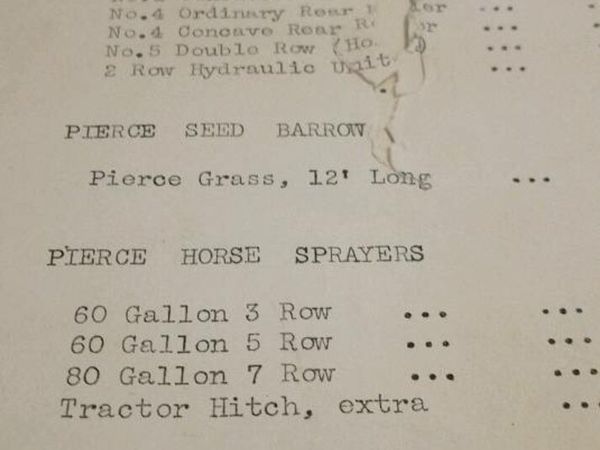 No.4 Ordinary Rear ...
No.4 Concave Rear ...
No.5 Double Row ...
2 Row Hydraulic Unit ...
PIERCE SEED BARROW
Pierce Grass, 12' Long ...
PIERCE HORSE SPRAYERS
60 Gallon 3 Row ... ...
60 Gallon 5 Row ... ...
80 Gallon 7 Row ... ...
Tractor Hitch, extra ...